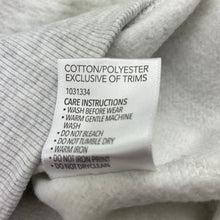 COTTON/POLYESTER
EXCLUSIVE OF TRIMS
1031334
CARE INSTRUCTIONS
• WASH BEFORE WEAR
• WARM GENTLE MACHINE
WASH
• DO NOT BLEACH
• DO NOT TUMBLE DRY
• WARM IRON
• DO NOT IRON PRINT
• DO NOT DRYCLEAN